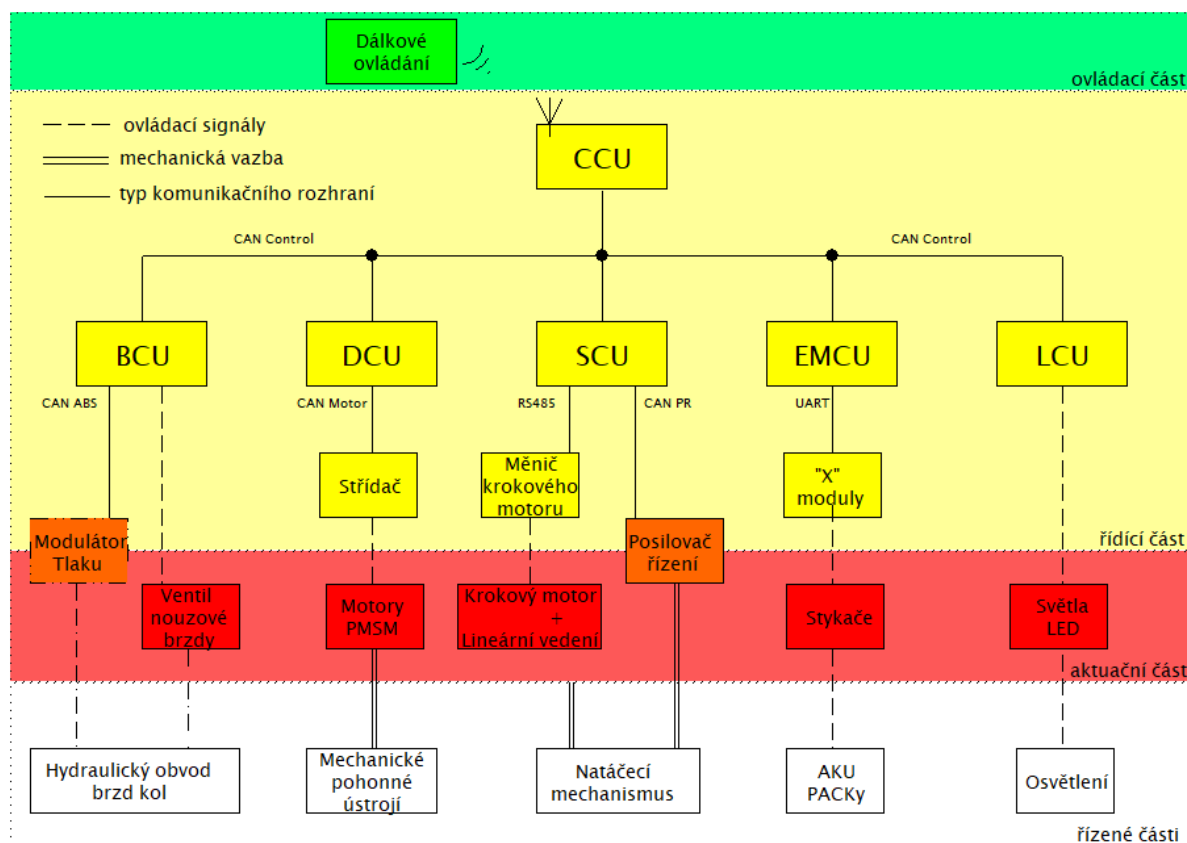 Dálkové
ovládání
ovládací část
ovládací signály
mechanická vazba
typ komunikačního rozhraní
CCU
CAN Control
CAN Control
BCU
DCU
SCU
EMCU
LCU
CAN ABS
CAN Motor
RS485
CAN PR
UART
Střídač
Měnič
krokového
motoru
"X"
moduly
řídící část
Modulátor
Tlaku
Posilovač
řízení
Ventil
nouzové
brzdy
Motory
PMSM
Krokový motor
+
Lineární vedení
Stykače
Světla
LED
aktuační část
Hydraulický obvod
brzd kol
Mechanické
pohonné
ústrojí
Natáčecí
mechanismus
AKU
PACKy
Osvětlení
řízené části